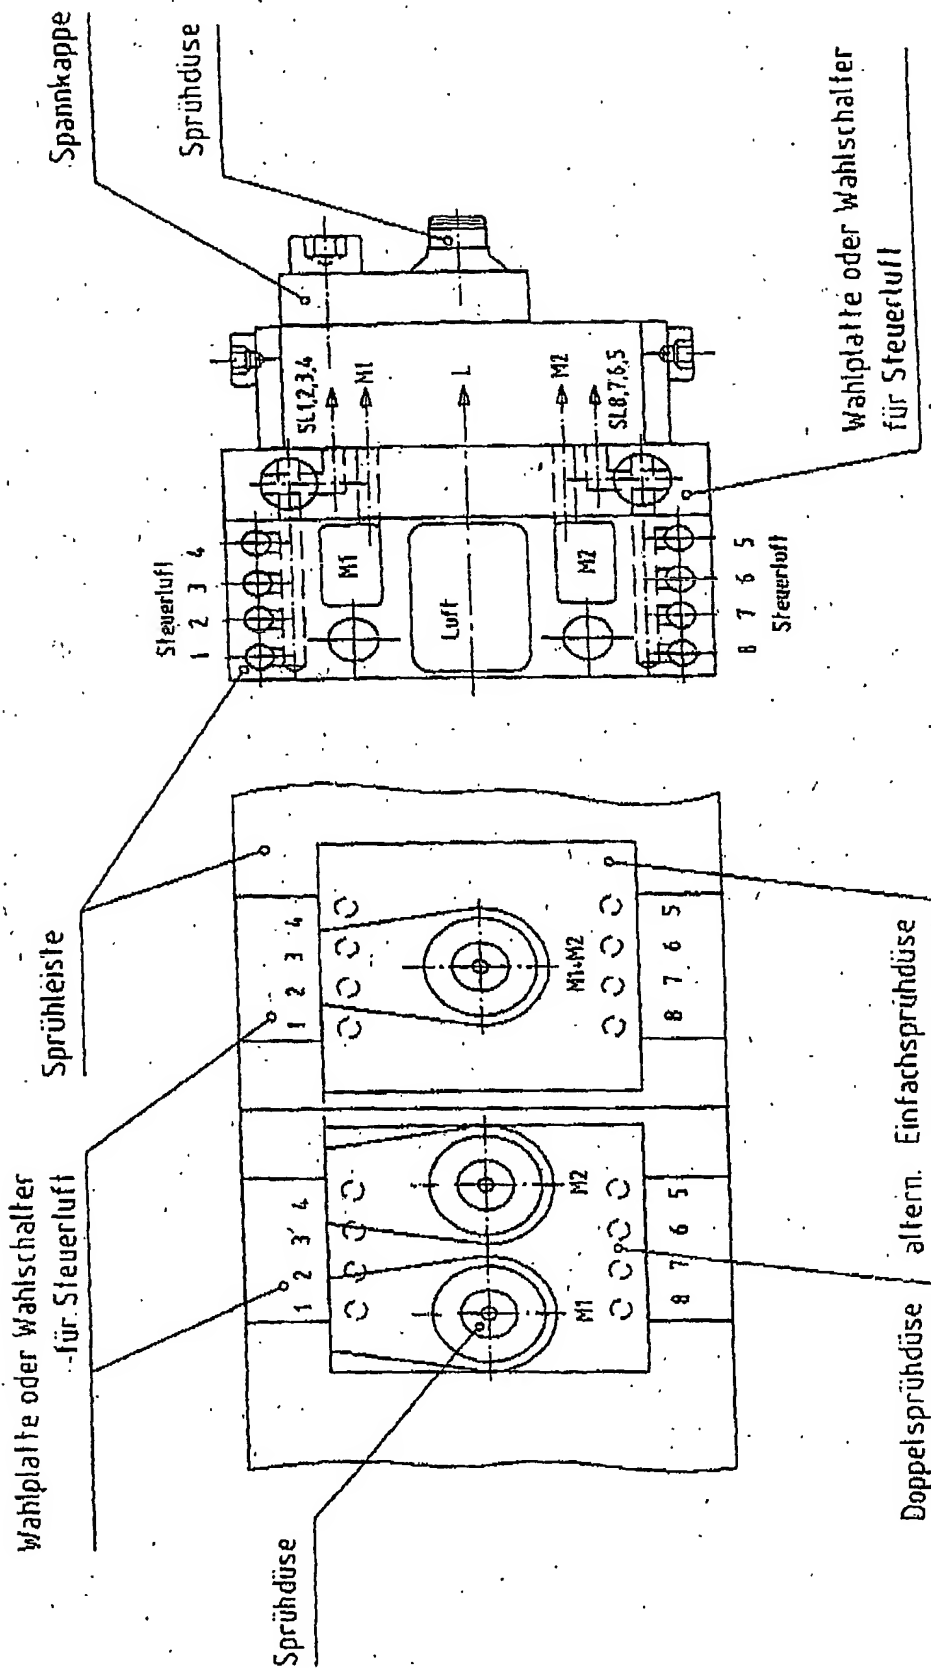 Wahlplatte oder Wahlschalter
für Steuerluft
Sprühleiste
Spannkappe
Sprühdüse
Sprühdüse
1 2 3 4
M1
M2
8 7 6 5
1 2 3 4
M1+M2
8 7 6 5
Steuerluft
1 2 3 4
M1
Luft
M2
8 7 6 5
Steuerluft
SL1,2,3,4
M1
L
M2
SL8,7,6,5
Wahlplatte oder Wahlschalter
für Steuerluft
Doppelsprühdüse altern. Einfachsprühdüse